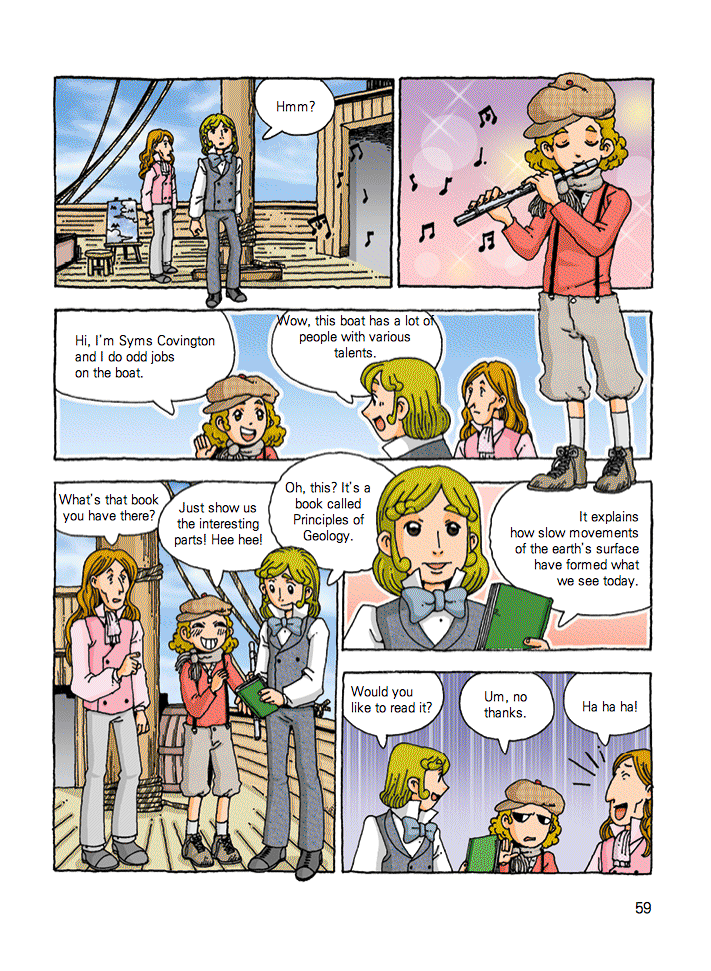 Hmm?
Hi, I'm Syms Covington
and I do odd jobs
on the boat.
Wow, this boat has a lot of
people with various
talents.
What's that book
you have there?
Just show us
the interesting
parts! Hee hee!
Oh, this? It's a
book called
Principles of
Geology.
It explains
how slow movements
of the earth's surface
have formed what
we see today.
Would you
like to read it?
Um, no
thanks.
Ha ha ha!
59